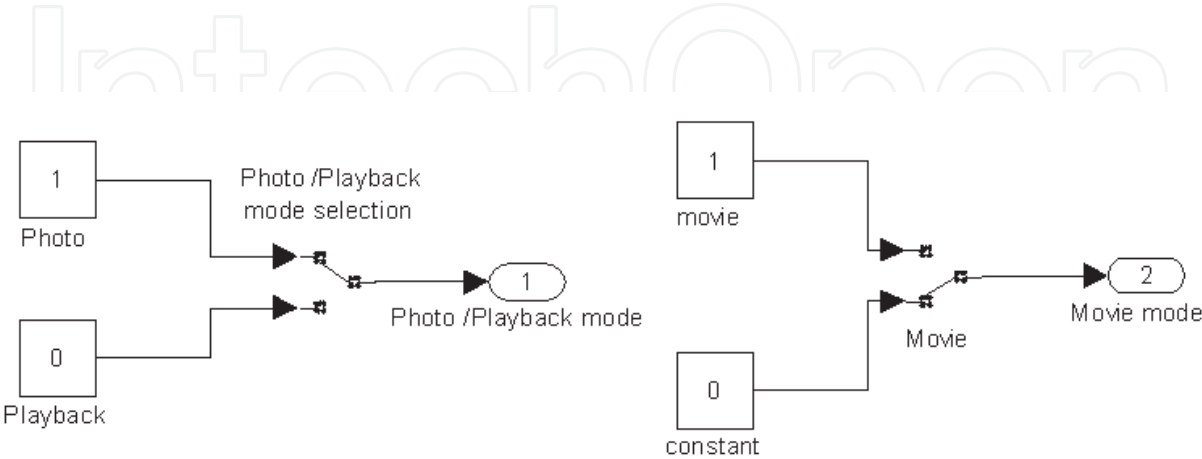 IntechOpen
1
Photo
Photo /Playback
mode selection
1
Photo /Playback mode
0
Playback
1
movie
2
Movie mode
Movie
0
constant